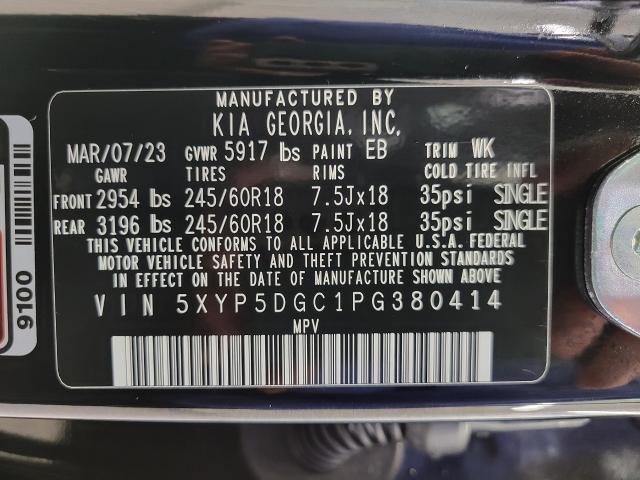 MANUFACTURED BY
KIA GEORGIA, INC.
MAR/07/23 GVWR 5917 lbs PAINT EB TRIM WK
GAWR TIRES RIMS COLD TIRE INFL
FRONT 2954 lbs 245/60R18 7.5Jx18 35psi SINGLE
REAR 3196 lbs 245/60R18 7.5Jx18 35psi SINGLE
THIS VEHICLE CONFORMS TO ALL APPLICABLE U.S.A. FEDERAL
MOTOR VEHICLE SAFETY AND THEFT PREVENTION STANDARDS
IN EFFECT ON THE DATE OF MANUFACTURE SHOWN ABOVE.
VIN 5XYP5DGC1PG380414
MPV
9100